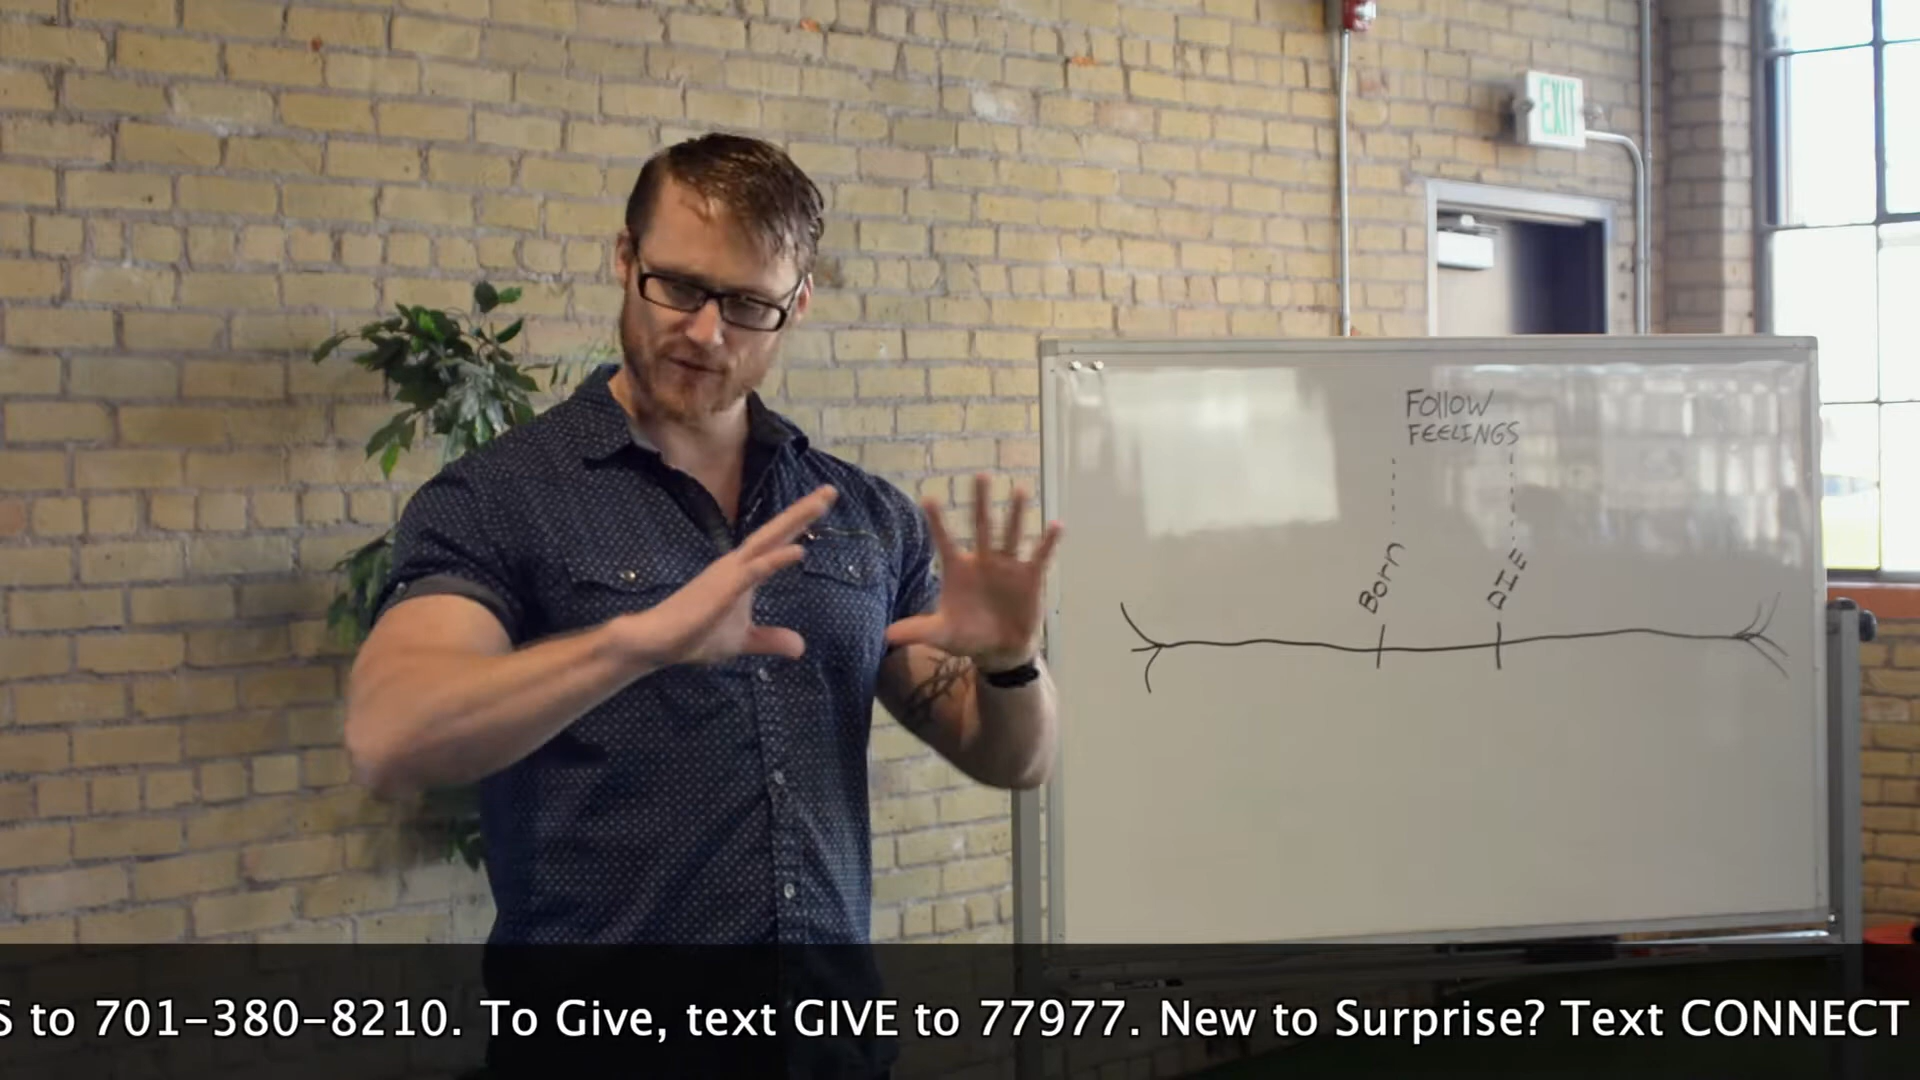 EXIT
FOLLOW
FEELINGS
BORN
DIE
S to 701-380-8210. To Give, text GIVE to 77977. New to Surprise? Text CONNECT